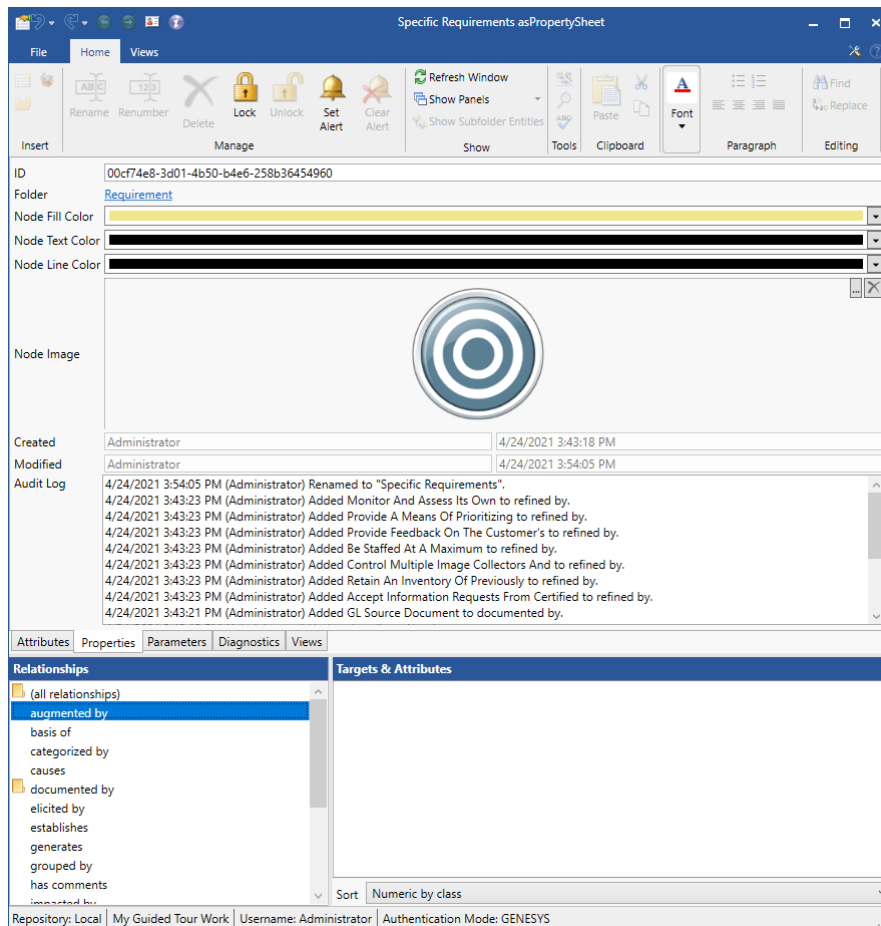 Specific Requirements asPropertySheet
File Home Views
Rename Renumber Delete Lock Unlock Set Alert Clear Alert
Refresh Window
Show Panels
Show Subfolder Entities
Paste
Font
Find
Replace
Insert Manage Show Tools Clipboard Paragraph Editing
ID 00cf74e8-3d01-4b50-b4e6-258b36454960
Folder Requirement
Node Fill Color
Node Text Color
Node Line Color
Node Image
...
Created Administrator 4/24/2021 3:43:18 PM
Modified Administrator 4/24/2021 3:54:05 PM
Audit Log 4/24/2021 3:54:05 PM (Administrator) Renamed to "Specific Requirements".
4/24/2021 3:43:23 PM (Administrator) Added Monitor And Assess Its Own to refined by.
4/24/2021 3:43:23 PM (Administrator) Added Provide A Means Of Prioritizing to refined by.
4/24/2021 3:43:23 PM (Administrator) Added Provide Feedback On The Customer's to refined by.
4/24/2021 3:43:23 PM (Administrator) Added Be Staffed At A Maximum to refined by.
4/24/2021 3:43:23 PM (Administrator) Added Control Multiple Image Collectors And to refined by.
4/24/2021 3:43:23 PM (Administrator) Added Retain An Inventory Of Previously to refined by.
4/24/2021 3:43:23 PM (Administrator) Added Accept Information Requests From Certified to refined by.
4/24/2021 3:43:21 PM (Administrator) Added GL Source Document to documented by.
Attributes Properties Parameters Diagnostics Views
Relationships Targets & Attributes
(all relationships)
augmented by
basis of
categorized by
causes
documented by
elicited by
establishes
generates
grouped by
has comments
impacted by
Sort Numeric by class
Repository: Local My Guided Tour Work Username: Administrator Authentication Mode: GENESYS